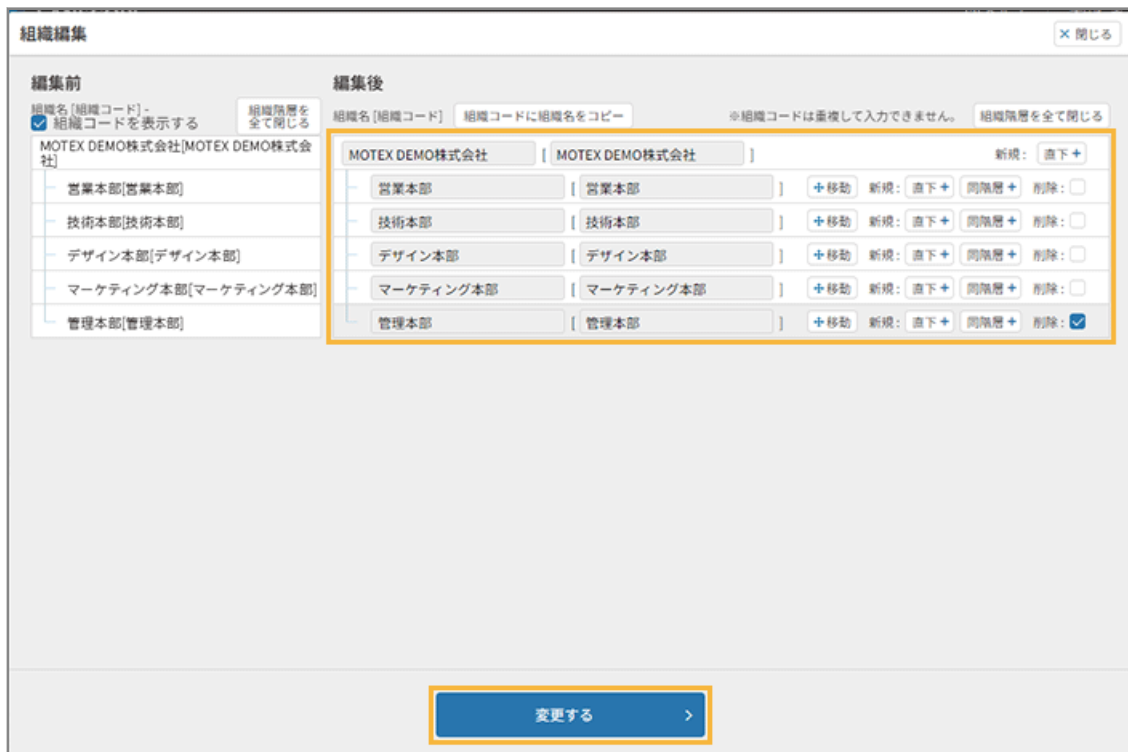 組織編集
× 閉じる
編集前
組織名 [組織コード] -
組織コードを表示する
組織階層を
全て閉じる
MOTEX DEMO株式会社[MOTEX DEMO株式会
社]
営業本部[営業本部]
技術本部[技術本部]
デザイン本部[デザイン本部]
マーケティング本部[マーケティング本部]
管理本部[管理本部]
編集後
組織名 [組織コード] 組織コードに組織名をコピー ※組織コードは重複して入力できません。 組織階層を全て閉じる
MOTEX DEMO株式会社 [ MOTEX DEMO株式会社 ] 新規: 直下 +
営業本部 [ 営業本部 ] 移動 新規: 直下 + 同階層 + 削除:
技術本部 [ 技術本部 ] 移動 新規: 直下 + 同階層 + 削除:
デザイン本部 [ デザイン本部 ] 移動 新規: 直下 + 同階層 + 削除:
マーケティング本部 [ マーケティング本部 ] 移動 新規: 直下 + 同階層 + 削除:
管理本部 [ 管理本部 ] 移動 新規: 直下 + 同階層 + 削除:
変更する